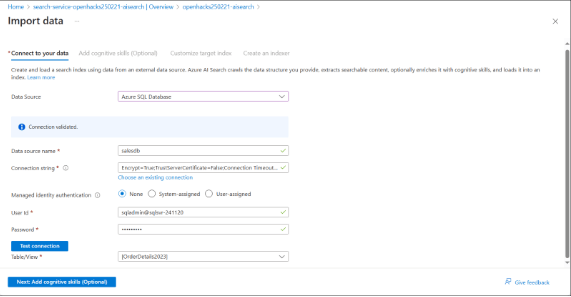 Home > search-service-openhacks250221-aisearch | Overview > openhacks250221-aisearch >
Import data ...
* Connect to your data Add cognitive skills (Optional) Customize target index Create an indexer
Create and load a search index using data from an external data source. Azure AI Search crawls the data structure you provide, extracts searchable content, optionally enriches it with cognitive skills, and loads it into an
index. Learn more
Data Source Azure SQL Database
Connection validated.
Data source name * salesdb
Connection string * Encrypt=True;TrustServerCertificate=False;Connection Timeout...
Choose an existing connection
Managed identity authentication None System-assigned User-assigned
User Id * sqladmin@sqlsvr-241120
Password * •••••••••
Test connection
Table/View * [OrderDetails2023]
Next: Add cognitive skills (Optional) Give feedback